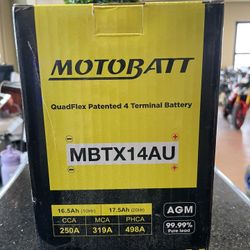 MOTOBATT
QuadFlex Patented 4 Terminal Battery
MBTX14AU
16.5Ah (10Hr) 17.5Ah (20Hr)
CCA MCA PHCA
250A 319A 498A
AGM
99.99%
Pure lead